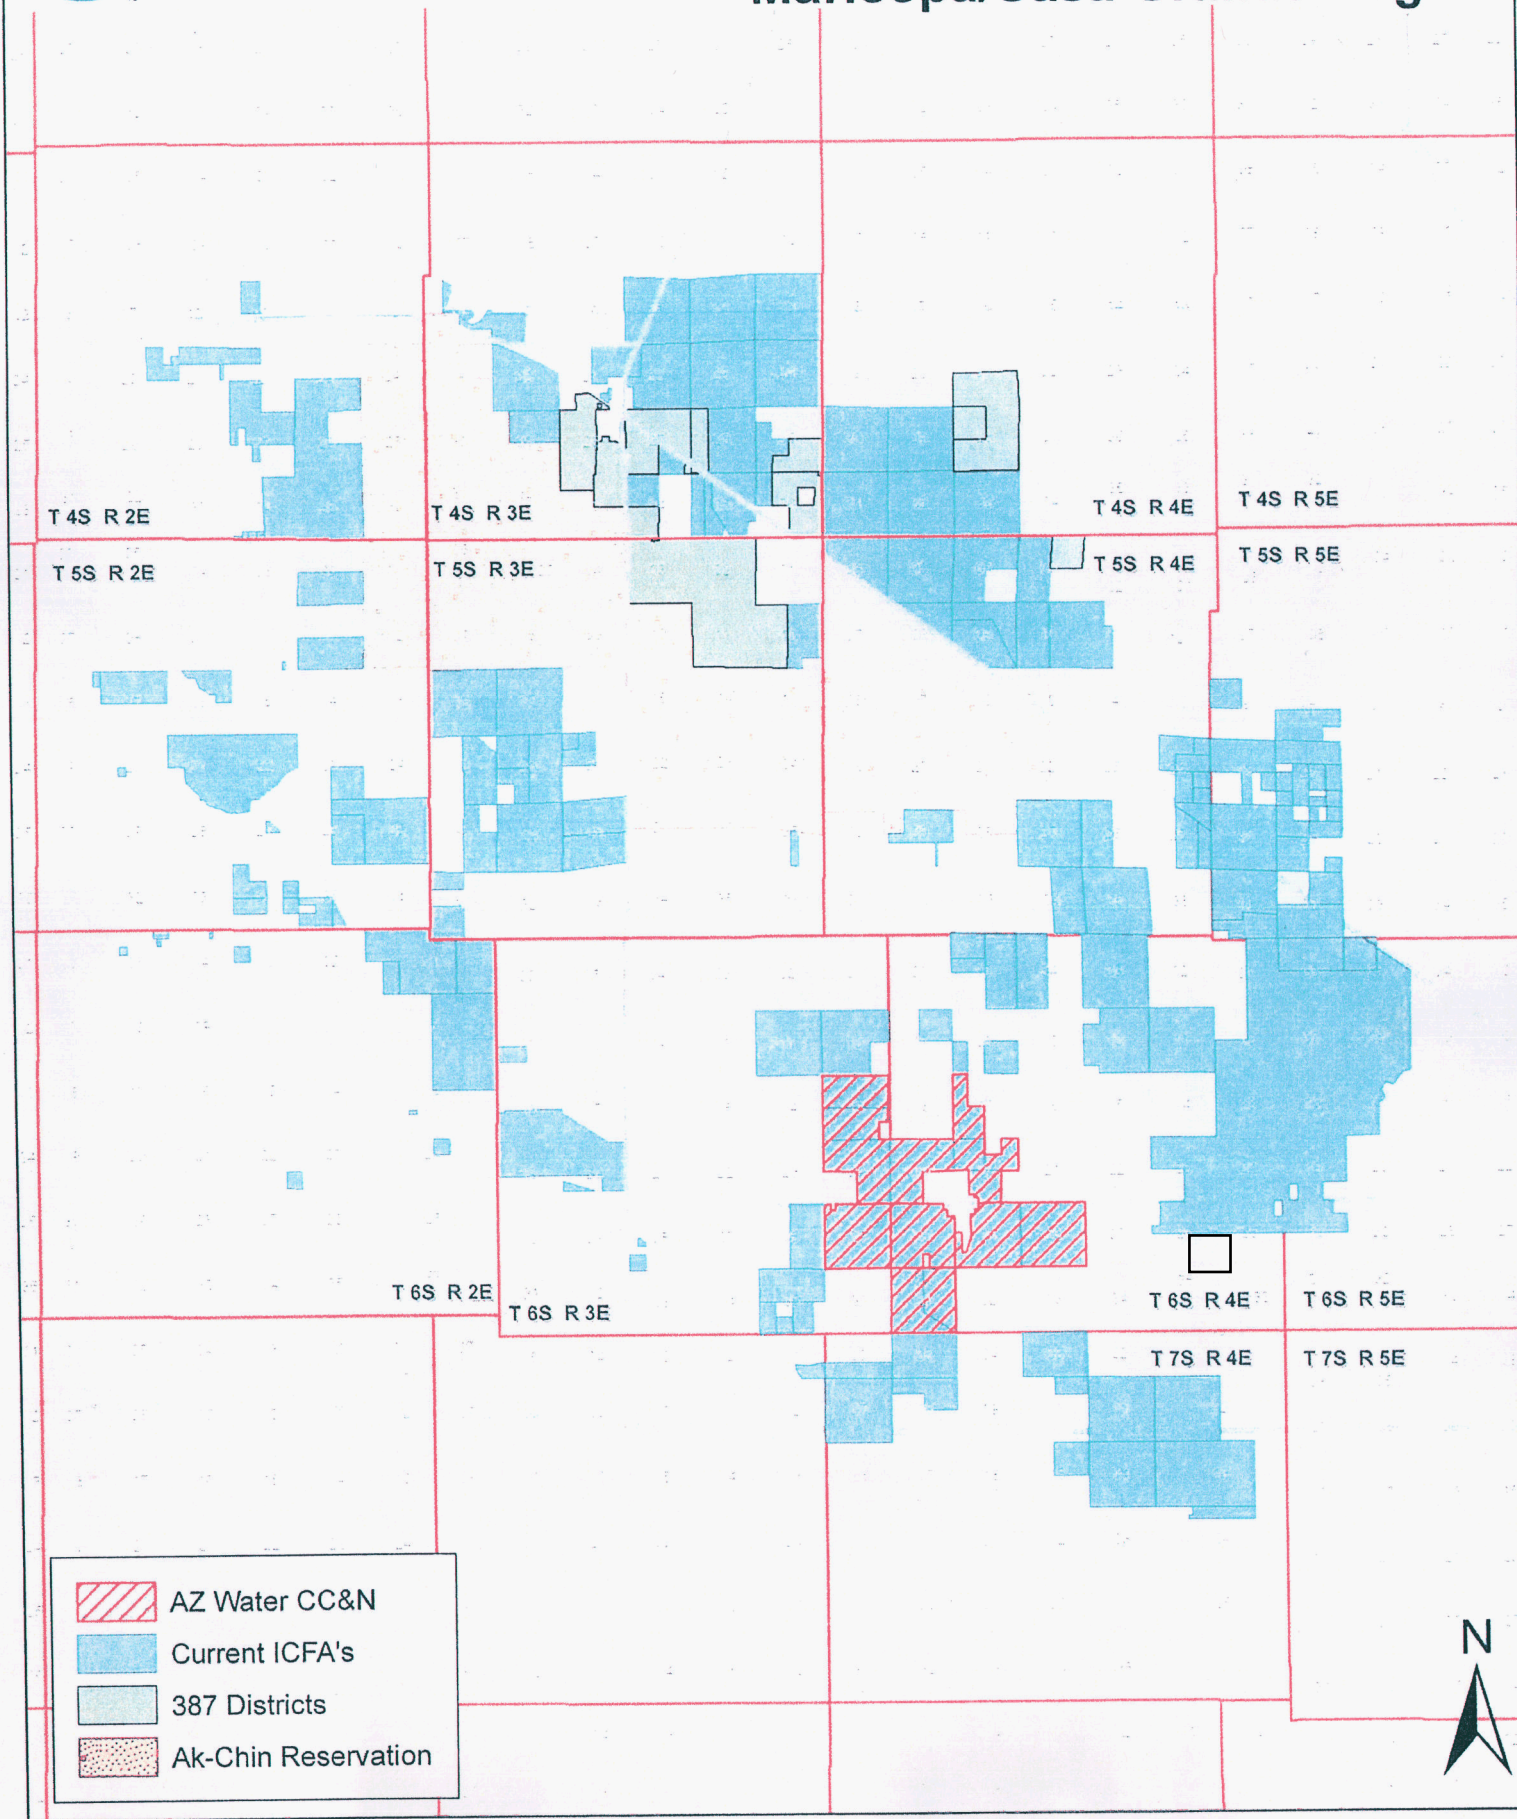 T 4S R 2E
T 4S R 3E
T 4S R 4E
T 4S R 5E
T 5S R 2E
T 5S R 3E
T 5S R 4E
T 5S R 5E
T 6S R 2E
T 6S R 3E
T 6S R 4E
T 6S R 5E
T 7S R 4E
T 7S R 5E
AZ Water CC&N
Current ICFA's
387 Districts
Ak-Chin Reservation
N